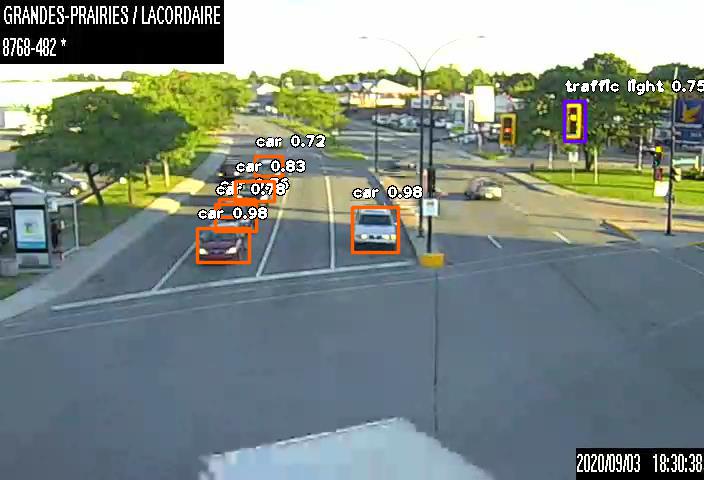 GRANDES-PRAIRIES / LACORDAIRE
8768-482 *
traffic light 0.75
car 0.72
car 0.83
car 0.78
car 0.98
car 0.98
2020/09/03 18:30:38